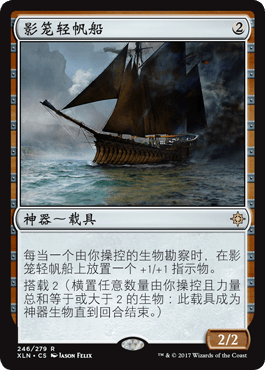 影笼轻帆船 2
神器～载具
每当一个由你操控的生物勘察时，在影
笼轻帆船上放置一个 +1/+1 指示物。
搭载 2（横置任意数量由你操控且力量
总和等于或大于 2 的生物：此载具成为
神器生物直到回合结束。）
2/2
246/279 R
XLN • CS JASON FELIX
™ & © 2017 Wizards of the Coast